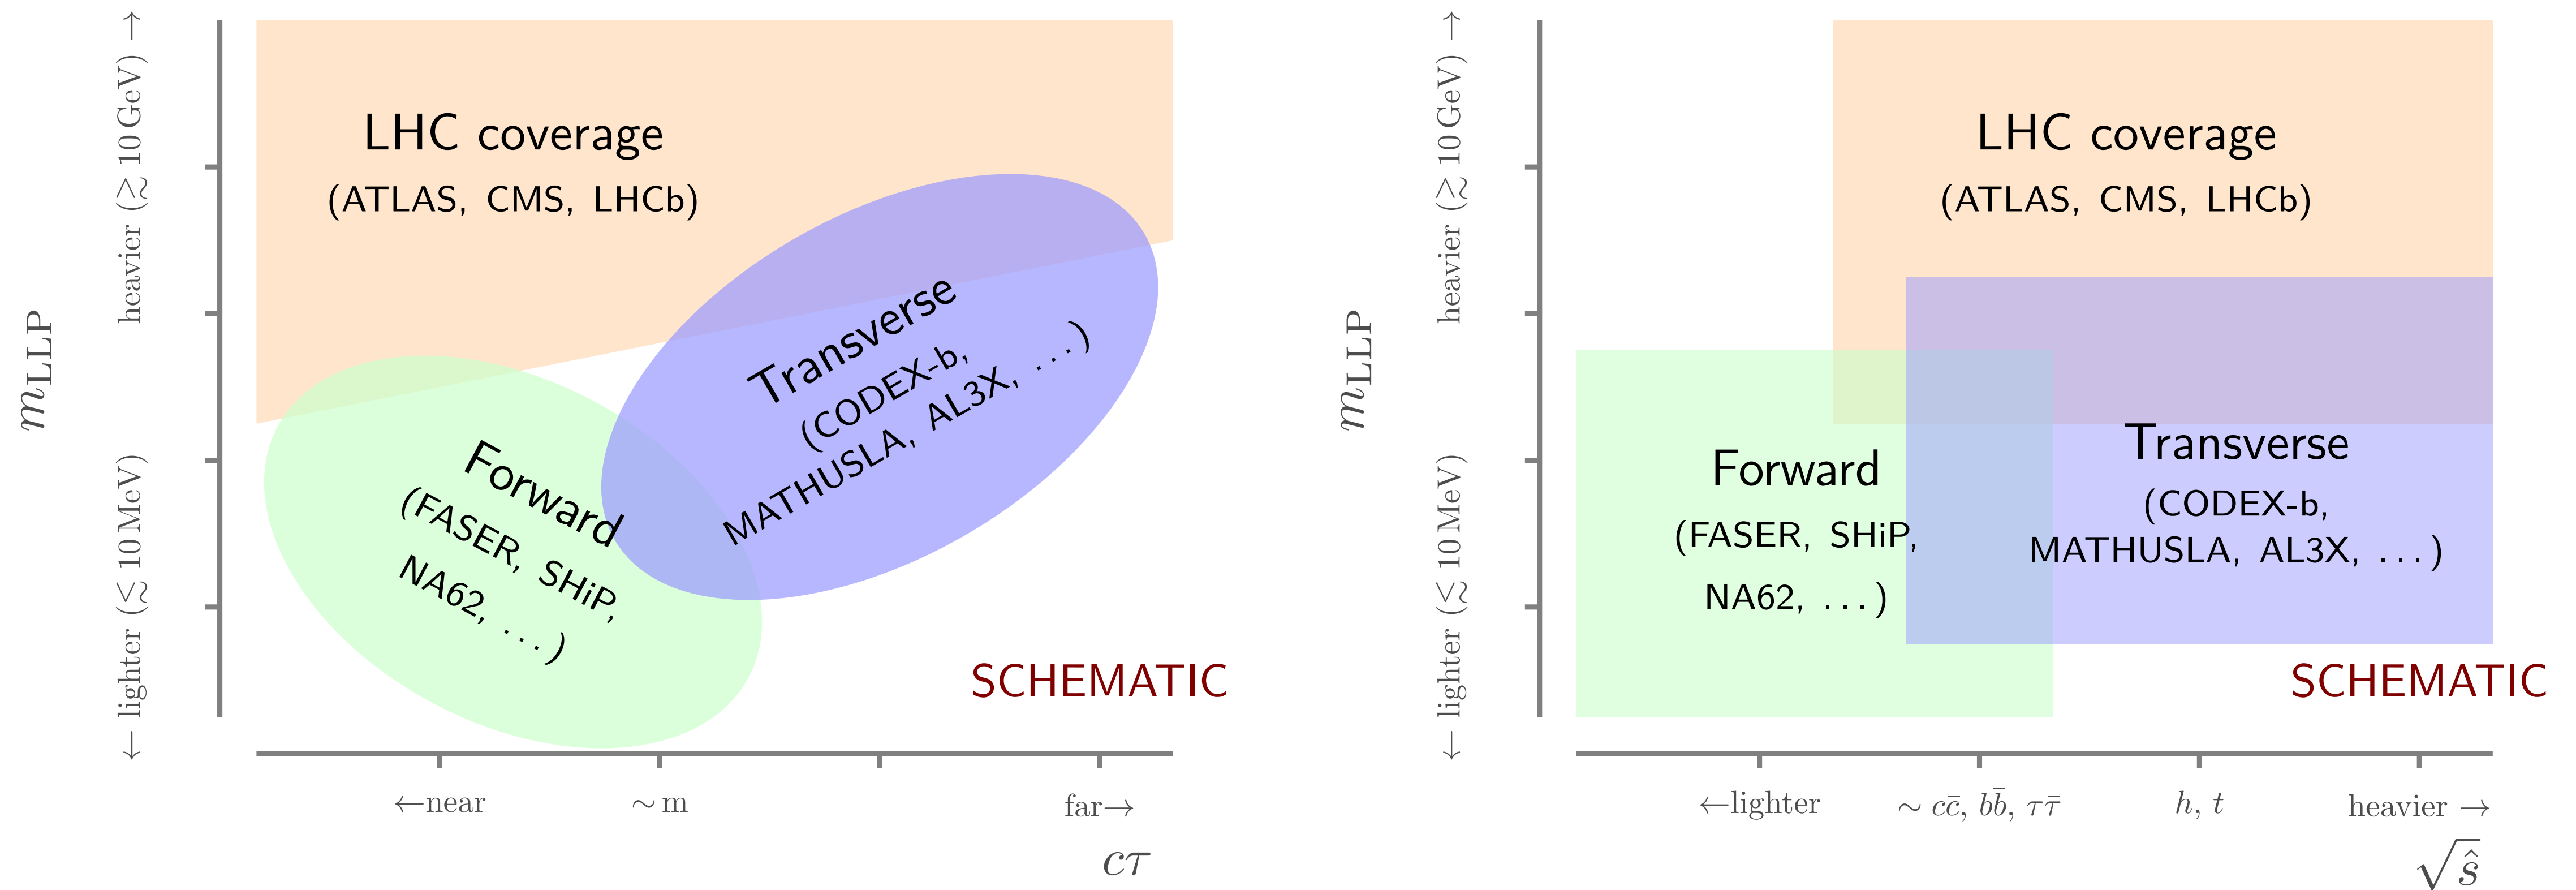 heavier (≳ 10 GeV) →
← lighter (≲ 10 MeV)
m_LLP
LHC coverage
(ATLAS, CMS, LHCb)
Transverse
(CODEX-b,
MATHUSLA, AL3X, ...)
Forward
(FASER, SHiP,
NA62, ...)
SCHEMATIC
←near
∼ m
far→
cτ
heavier (≳ 10 GeV) →
← lighter (≲ 10 MeV)
m_LLP
LHC coverage
(ATLAS, CMS, LHCb)
Forward
(FASER, SHiP,
NA62, ...)
Transverse
(CODEX-b,
MATHUSLA, AL3X, ...)
SCHEMATIC
←lighter
∼ cc̄, bb̄, ττ̄
h, t
heavier →
√ŝ